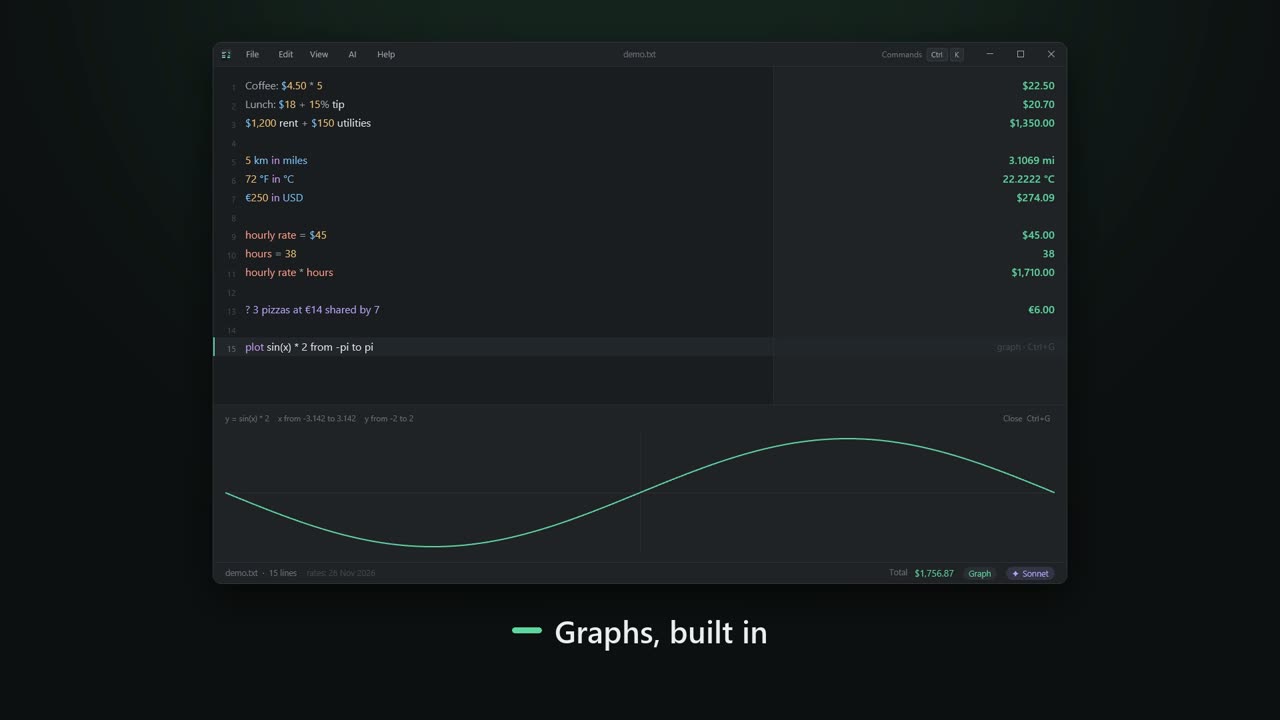 File Edit View AI Help demo.txt Commands Ctrl K
1 Coffee: $4.50 * 5 $22.50
2 Lunch: $18 + 15% tip $20.70
3 $1,200 rent + $150 utilities $1,350.00
4
5 5 km in miles 3.1069 mi
6 72 °F in °C 22.2222 °C
7 €250 in USD $274.09
8
9 hourly rate = $45 $45.00
10 hours = 38 38
11 hourly rate * hours $1,710.00
12
13 ? 3 pizzas at €14 shared by 7 €6.00
14
15 plot sin(x) * 2 from -pi to pi graph · Ctrl+G
y = sin(x) * 2 x from -3.142 to 3.142 y from -2 to 2 Close Ctrl+G
demo.txt · 15 lines rates: 26 Nov 2026 Total $1,756.87 Graph ✦ Sonnet
Graphs, built in